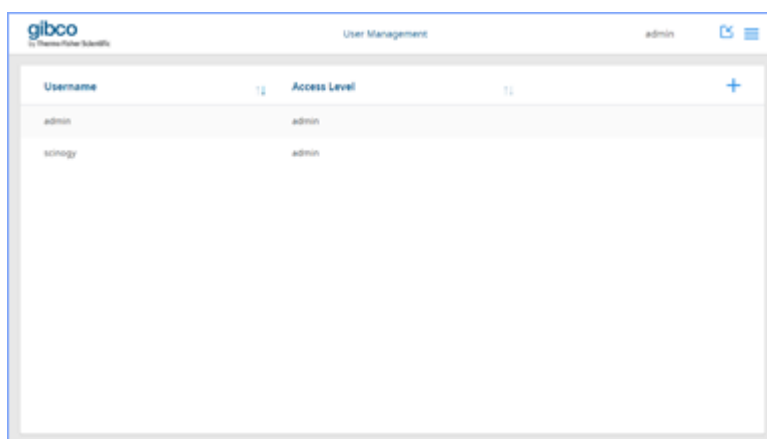 gibco
by Thermo Fisher Scientific
User Management
admin
Username
Access Level
admin admin
scinogy admin